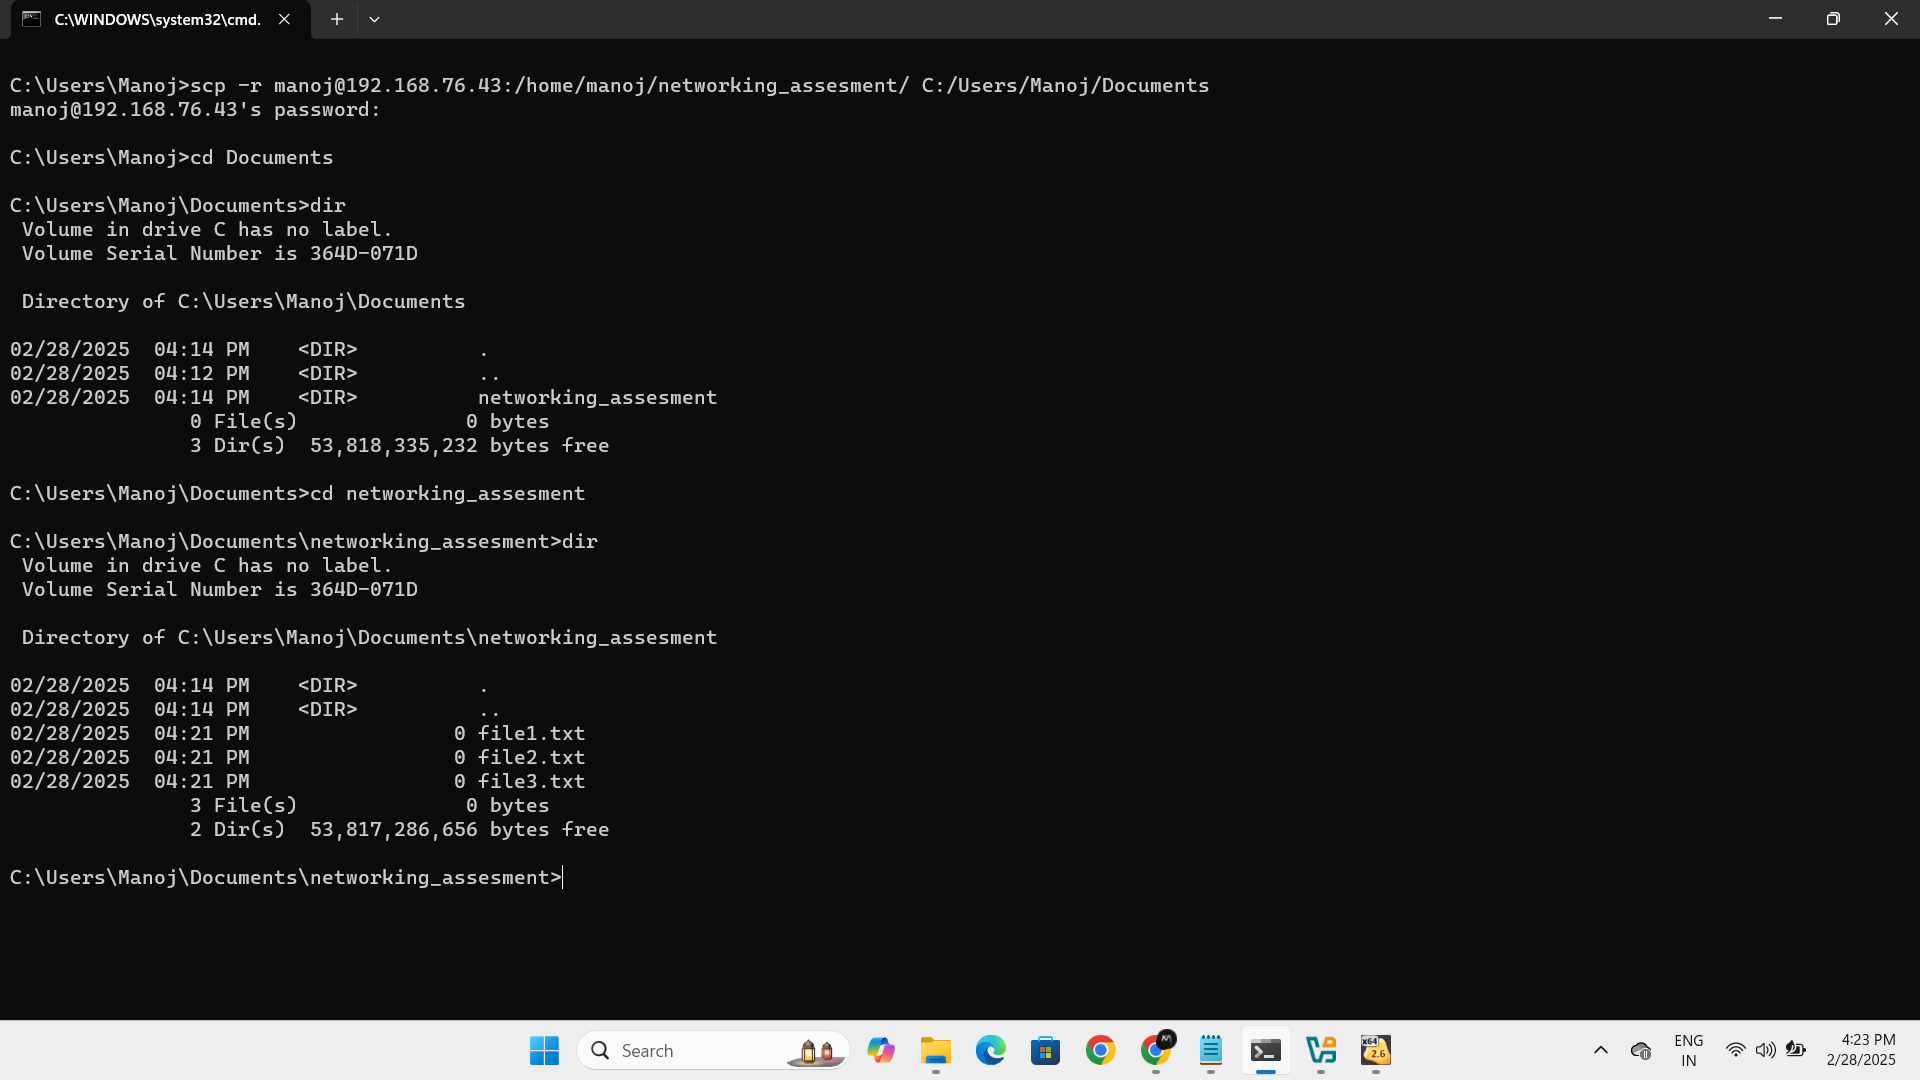 C:\WINDOWS\system32\cmd.
C:\Users\Manoj>scp -r manoj@192.168.76.43:/home/manoj/networking_assesment/ C:/Users/Manoj/Documents
manoj@192.168.76.43's password:
C:\Users\Manoj>cd Documents
C:\Users\Manoj\Documents>dir
Volume in drive C has no label.
Volume Serial Number is 364D-071D
Directory of C:\Users\Manoj\Documents
02/28/2025  04:14 PM    <DIR>          .
02/28/2025  04:12 PM    <DIR>          ..
02/28/2025  04:14 PM    <DIR>          networking_assesment
0 File(s)              0 bytes
3 Dir(s)  53,818,335,232 bytes free
C:\Users\Manoj\Documents>cd networking_assesment
C:\Users\Manoj\Documents\networking_assesment>dir
Volume in drive C has no label.
Volume Serial Number is 364D-071D
Directory of C:\Users\Manoj\Documents\networking_assesment
02/28/2025  04:14 PM    <DIR>          .
02/28/2025  04:14 PM    <DIR>          ..
02/28/2025  04:21 PM                 0 file1.txt
02/28/2025  04:21 PM                 0 file2.txt
02/28/2025  04:21 PM                 0 file3.txt
3 File(s)              0 bytes
2 Dir(s)  53,817,286,656 bytes free
C:\Users\Manoj\Documents\networking_assesment>
Search
M
x64
2.6
ENG
IN
4:23 PM
2/28/2025